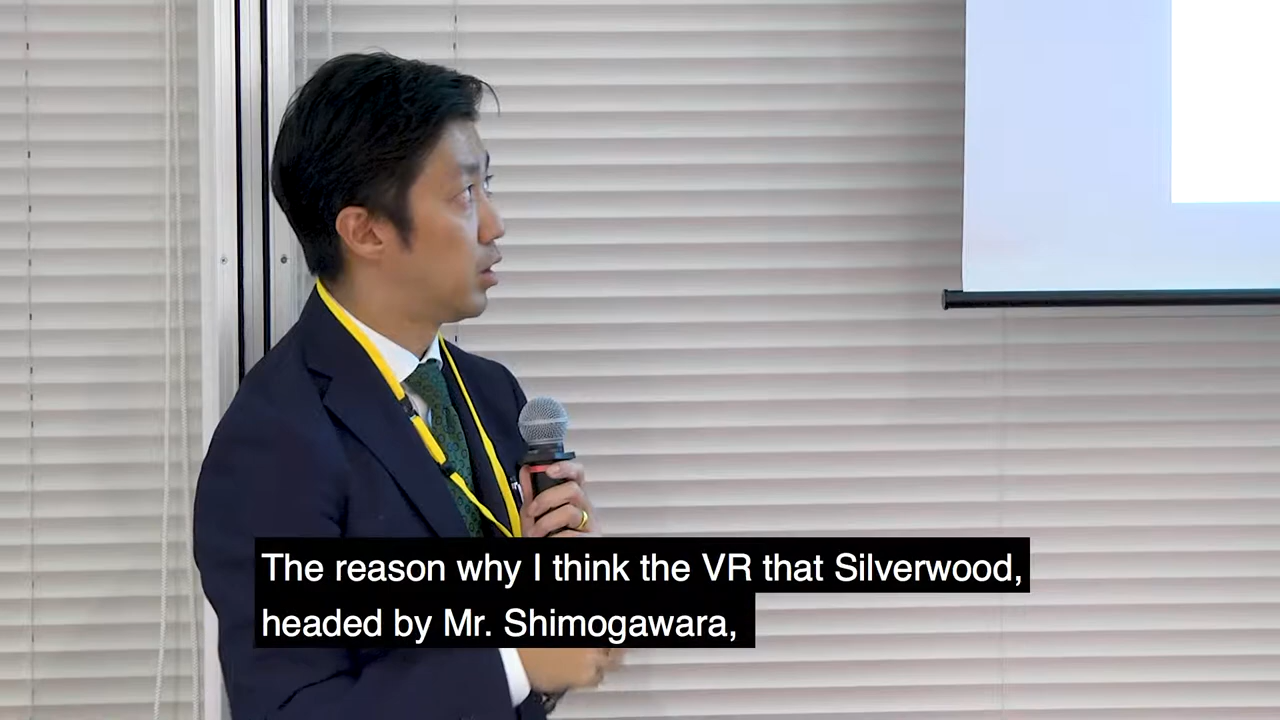 The reason why I think the VR that Silverwood,
headed by Mr. Shimogawara,